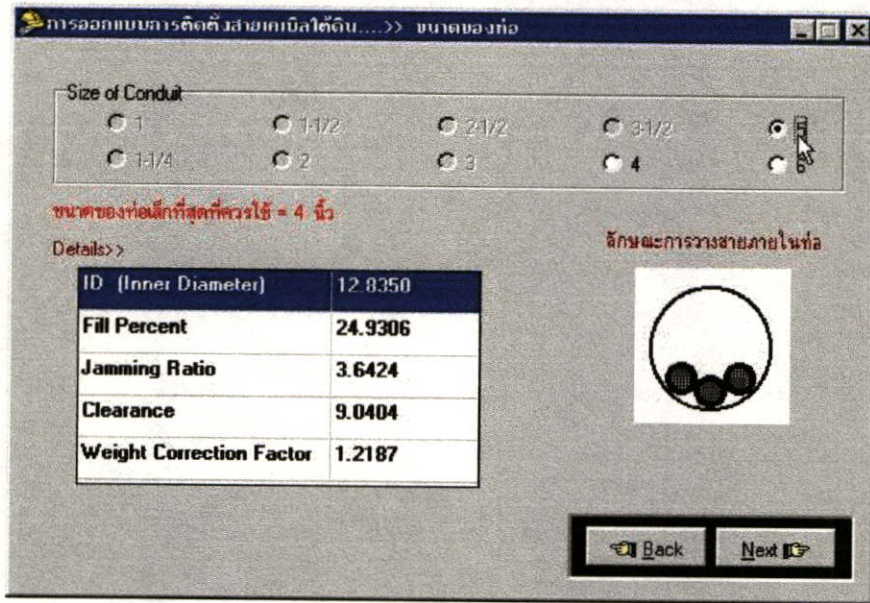 การออกแบบการติดตั้งสายเคเบิลใต้ดิน....>> ขนาดของท่อ
Size of Conduit
1 1-1/2 2-1/2 3-1/2 5
1-1/4 2 3 4 6
ขนาดของท่อเล็กที่สุดที่ควรใช้ = 4 นิ้ว
Details>>
ลักษณะการวางสายภายในท่อ
ID (Inner Diameter) 12.8350
Fill Percent 24.9306
Jamming Ratio 3.6424
Clearance 9.0404
Weight Correction Factor 1.2187
Back Next